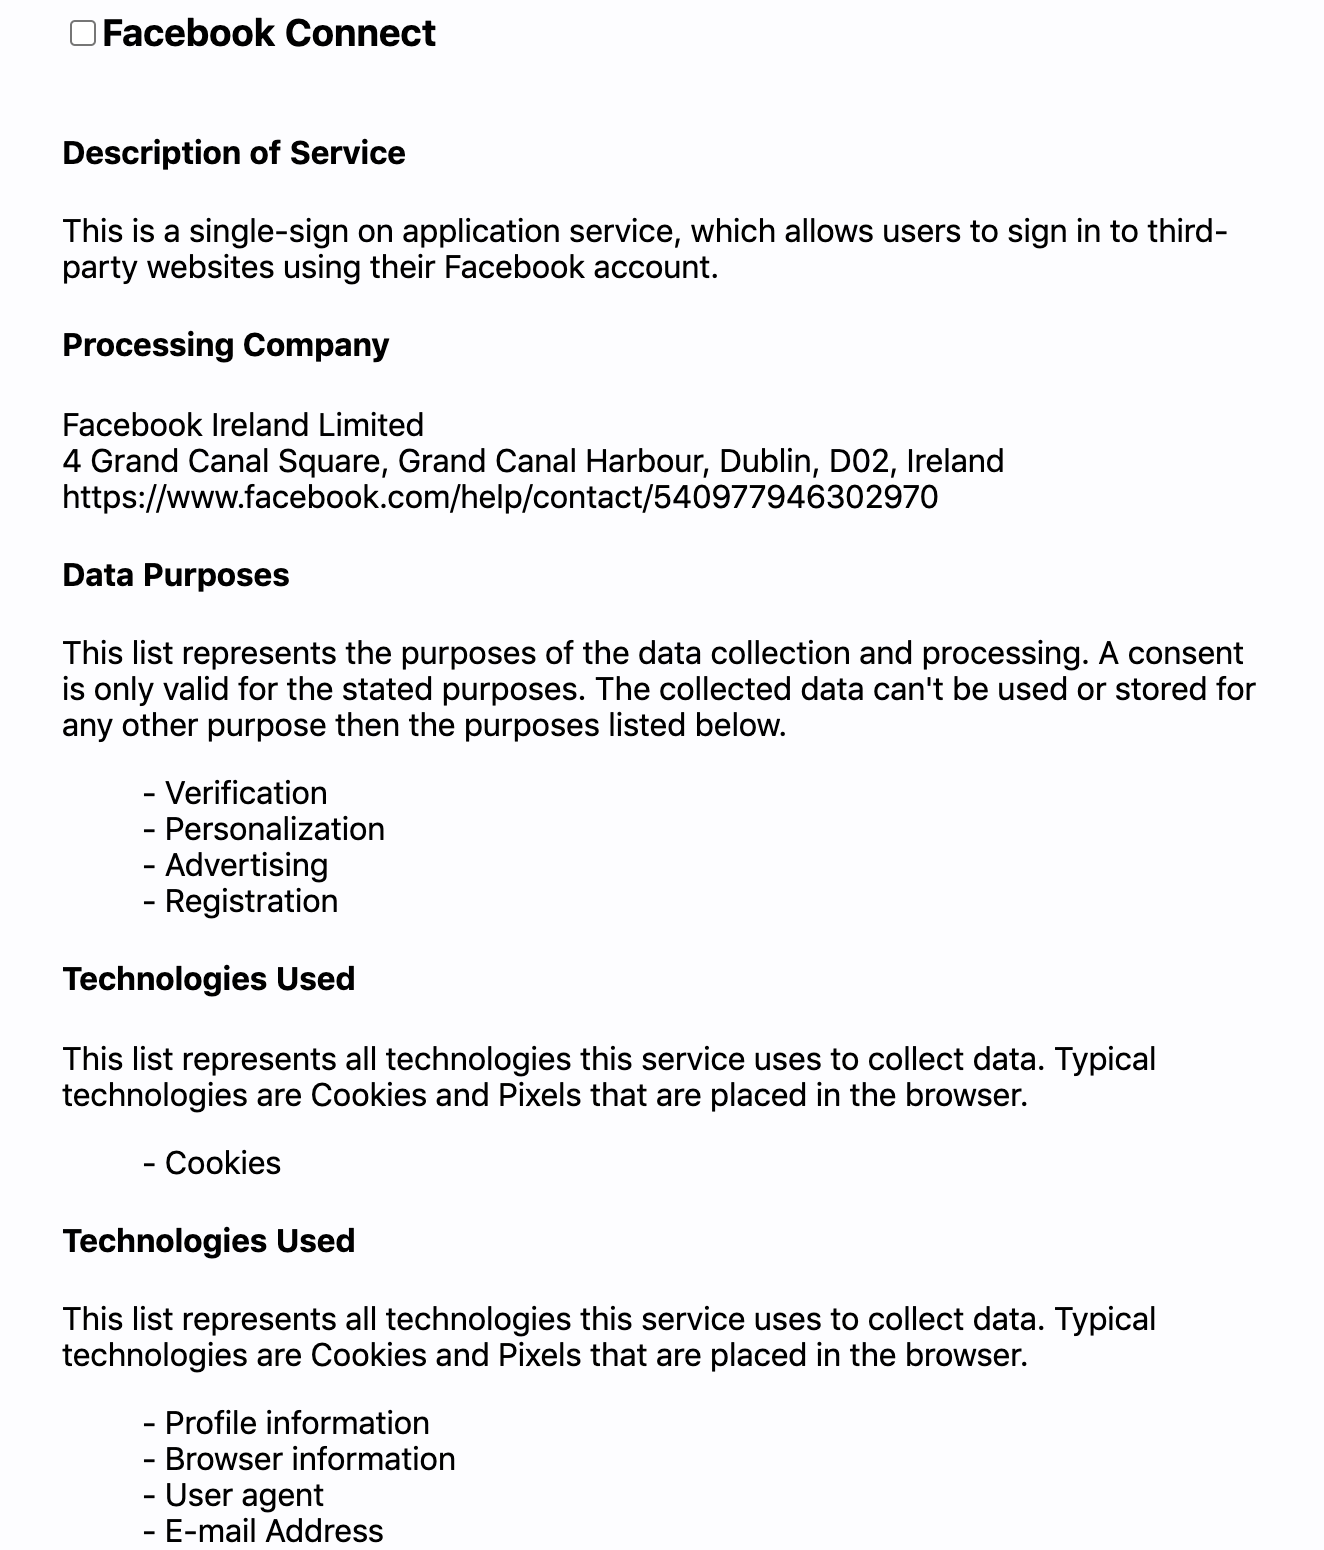 Facebook Connect
Description of Service
This is a single-sign on application service, which allows users to sign in to third-
party websites using their Facebook account.
Processing Company
Facebook Ireland Limited
4 Grand Canal Square, Grand Canal Harbour, Dublin, D02, Ireland
https://www.facebook.com/help/contact/540977946302970
Data Purposes
This list represents the purposes of the data collection and processing. A consent
is only valid for the stated purposes. The collected data can't be used or stored for
any other purpose then the purposes listed below.
- Verification
- Personalization
- Advertising
- Registration
Technologies Used
This list represents all technologies this service uses to collect data. Typical
technologies are Cookies and Pixels that are placed in the browser.
- Cookies
Technologies Used
This list represents all technologies this service uses to collect data. Typical
technologies are Cookies and Pixels that are placed in the browser.
- Profile information
- Browser information
- User agent
- E-mail Address